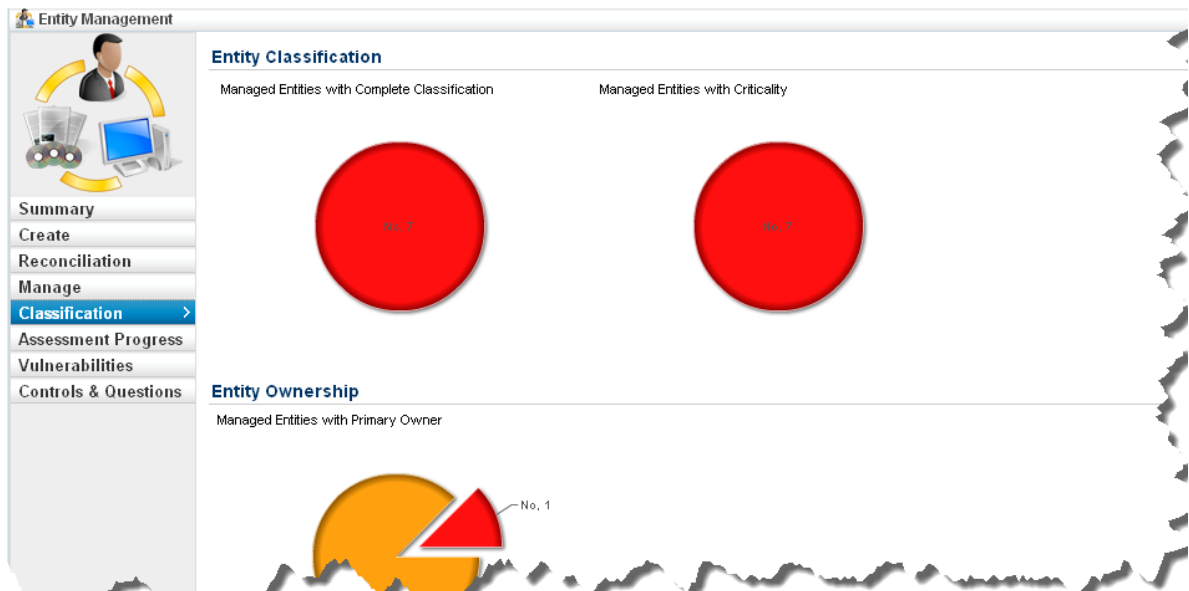 Entity Management
Summary
Create
Reconciliation
Manage
Classification
Assessment Progress
Vulnerabilities
Controls & Questions
Entity Classification
Managed Entities with Complete Classification
Managed Entities with Criticality
No, 7
No, 7
Entity Ownership
Managed Entities with Primary Owner
No, 1